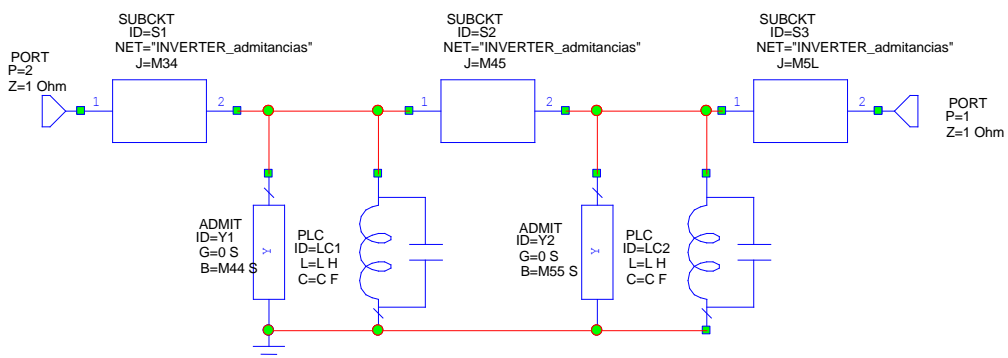 SUBCKT
ID=S1
NET="INVERTER_admitancias"
J=M34
SUBCKT
ID=S2
NET="INVERTER_admitancias"
J=M45
SUBCKT
ID=S3
NET="INVERTER_admitancias"
J=M5L
PORT
P=2
Z=1 Ohm
1
2
1
2
1
2
PORT
P=1
Z=1 Ohm
ADMIT
ID=Y1
G=0 S
B=M44 S
Y
PLC
ID=LC1
L=L H
C=C F
ADMIT
ID=Y2
G=0 S
B=M55 S
Y
PLC
ID=LC2
L=L H
C=C F